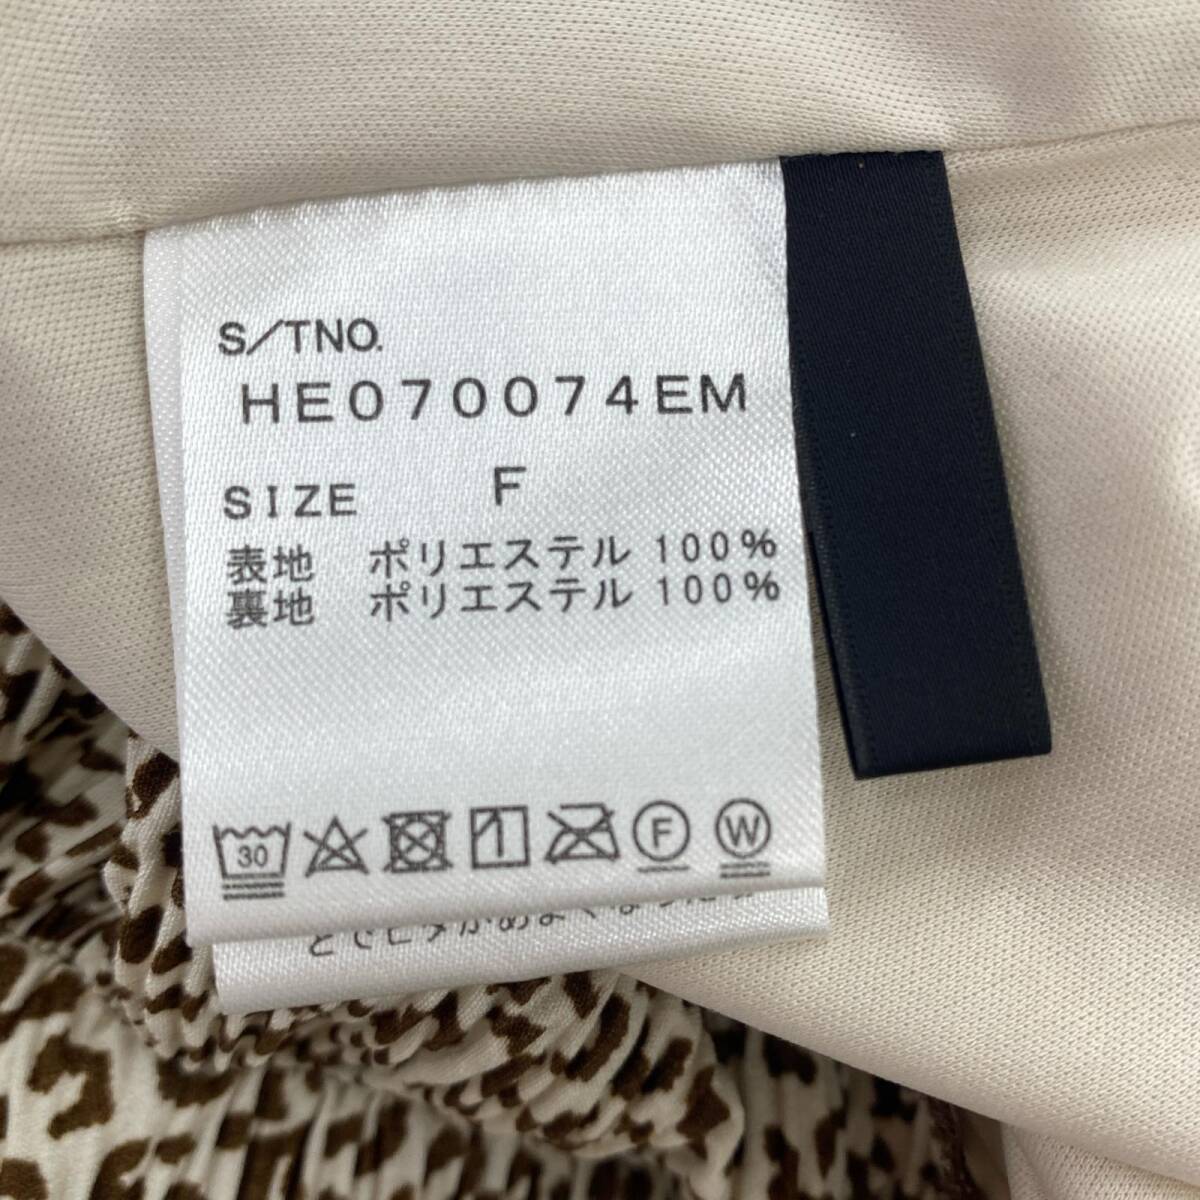 S/TNO.
HE070074EM
SIZE F
表地 ポリエステル 100%
裏地 ポリエステル 100%
30 F W